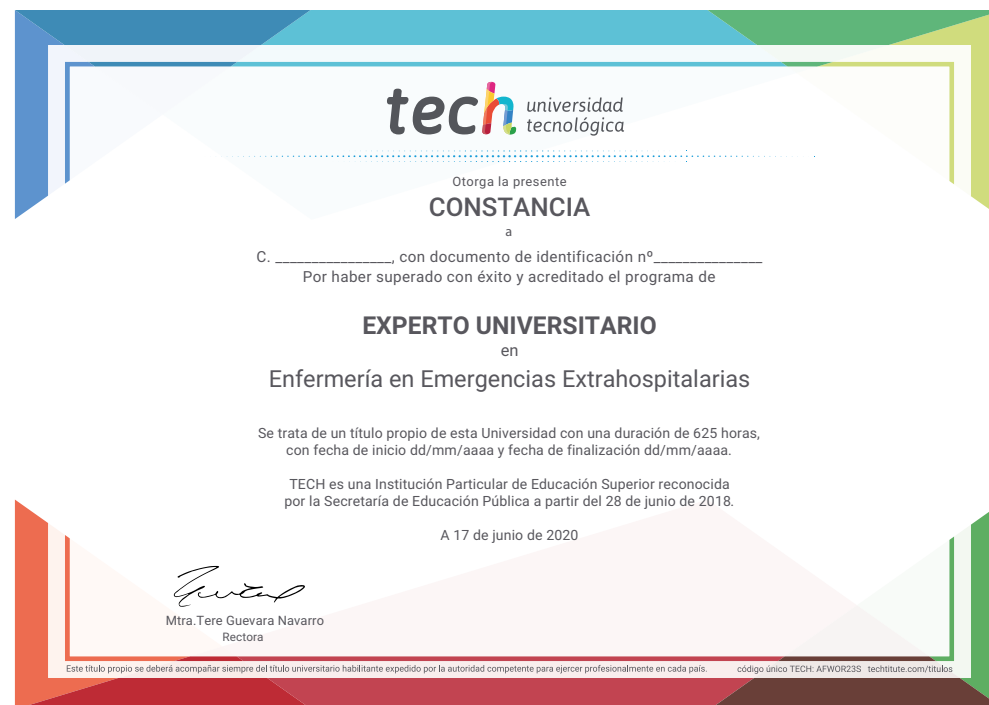 tech universidad
tecnológica
Otorga la presente
CONSTANCIA
a
C. ________________, con documento de identificación nº_______________
Por haber superado con éxito y acreditado el programa de
EXPERTO UNIVERSITARIO
en
Enfermería en Emergencias Extrahospitalarias
Se trata de un título propio de esta Universidad con una duración de 625 horas,
con fecha de inicio dd/mm/aaaa y fecha de finalización dd/mm/aaaa.
TECH es una Institución Particular de Educación Superior reconocida
por la Secretaría de Educación Pública a partir del 28 de junio de 2018.
A 17 de junio de 2020
Mtra.Tere Guevara Navarro
Rectora
Este título propio se deberá acompañar siempre del título universitario habilitante expedido por la autoridad competente para ejercer profesionalmente en cada país. código único TECH: AFWOR23S techtitute.com/titulos